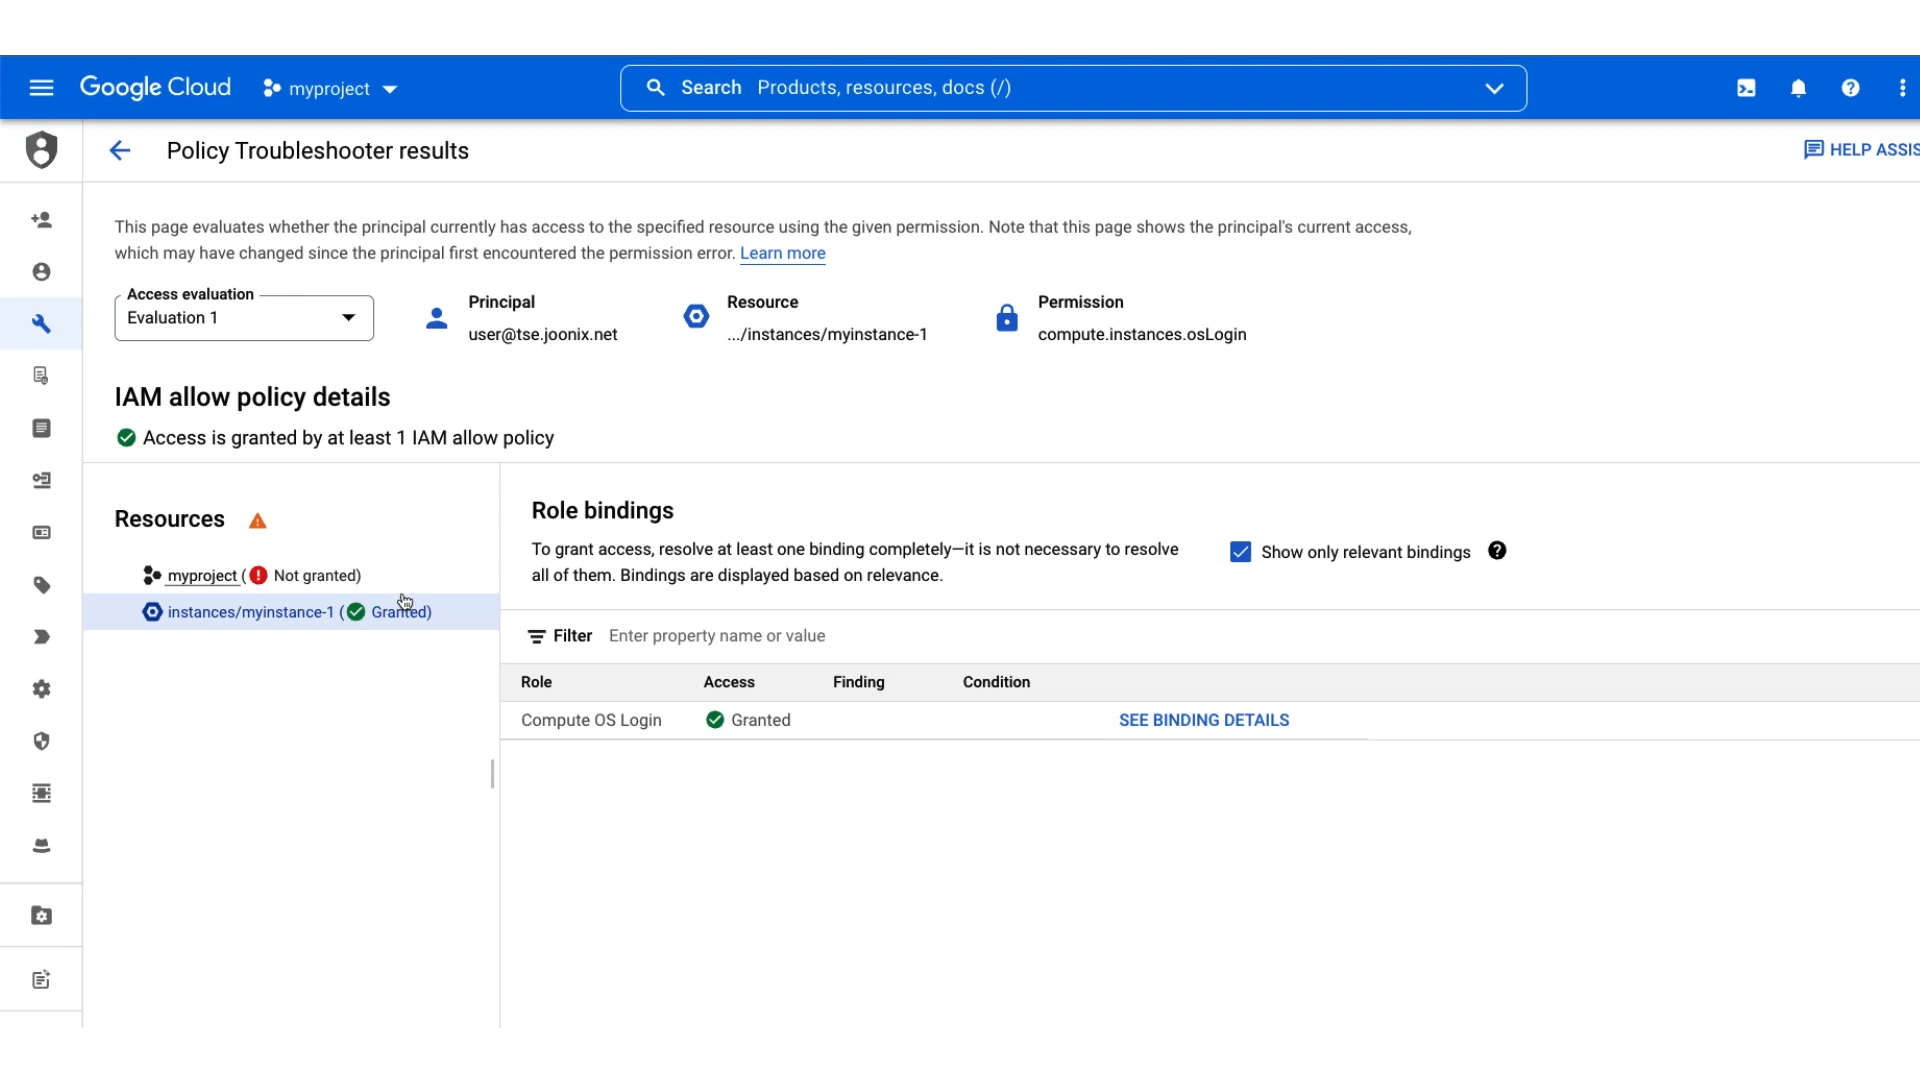 Google Cloud
myproject
Search Products, resources, docs (/)
Policy Troubleshooter results
HELP ASSIS
This page evaluates whether the principal currently has access to the specified resource using the given permission. Note that this page shows the principal's current access,
which may have changed since the principal first encountered the permission error. Learn more
Access evaluation
Evaluation 1
Principal
user@tse.joonix.net
Resource
.../instances/myinstance-1
Permission
compute.instances.osLogin
IAM allow policy details
Access is granted by at least 1 IAM allow policy
Resources
myproject ( Not granted)
instances/myinstance-1 ( Granted)
Role bindings
To grant access, resolve at least one binding completely—it is not necessary to resolve
all of them. Bindings are displayed based on relevance.
Show only relevant bindings
Filter Enter property name or value
Role Access Finding Condition
Compute OS Login Granted SEE BINDING DETAILS